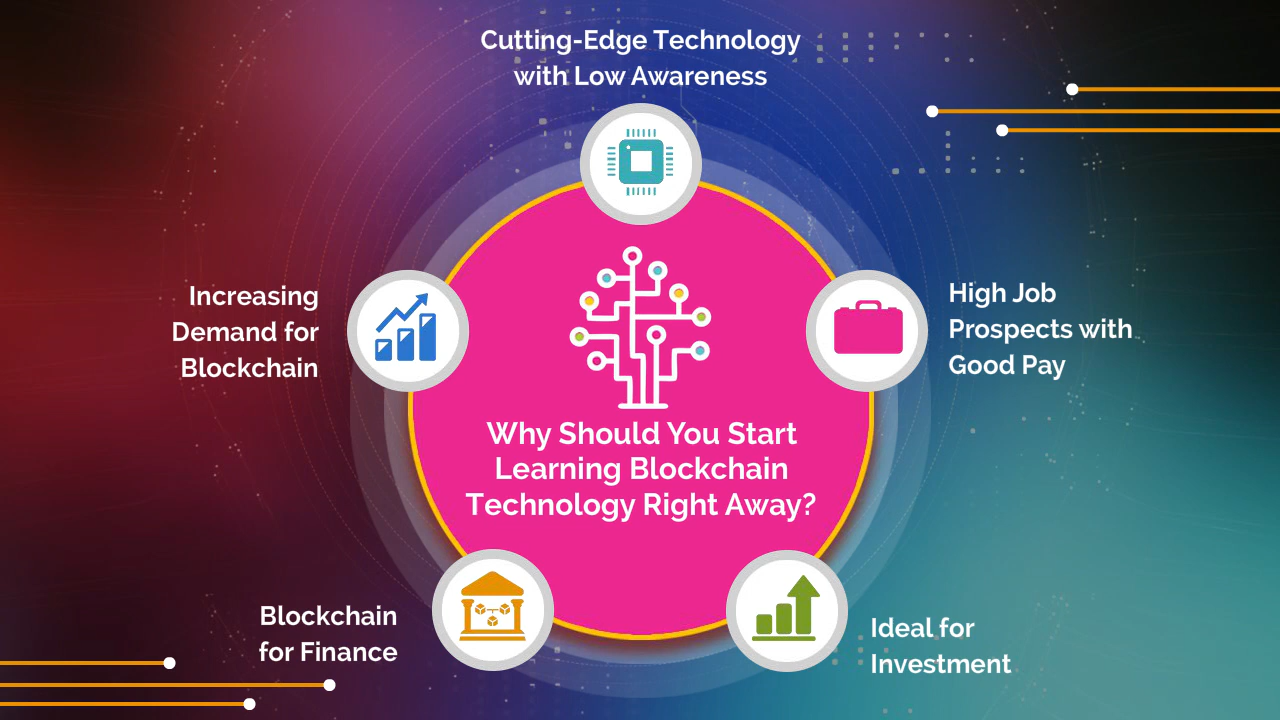 Cutting-Edge Technology
with Low Awareness
Increasing
Demand for
Blockchain
High Job
Prospects with
Good Pay
Why Should You Start
Learning Blockchain
Technology Right Away?
Blockchain
for Finance
Ideal for
Investment